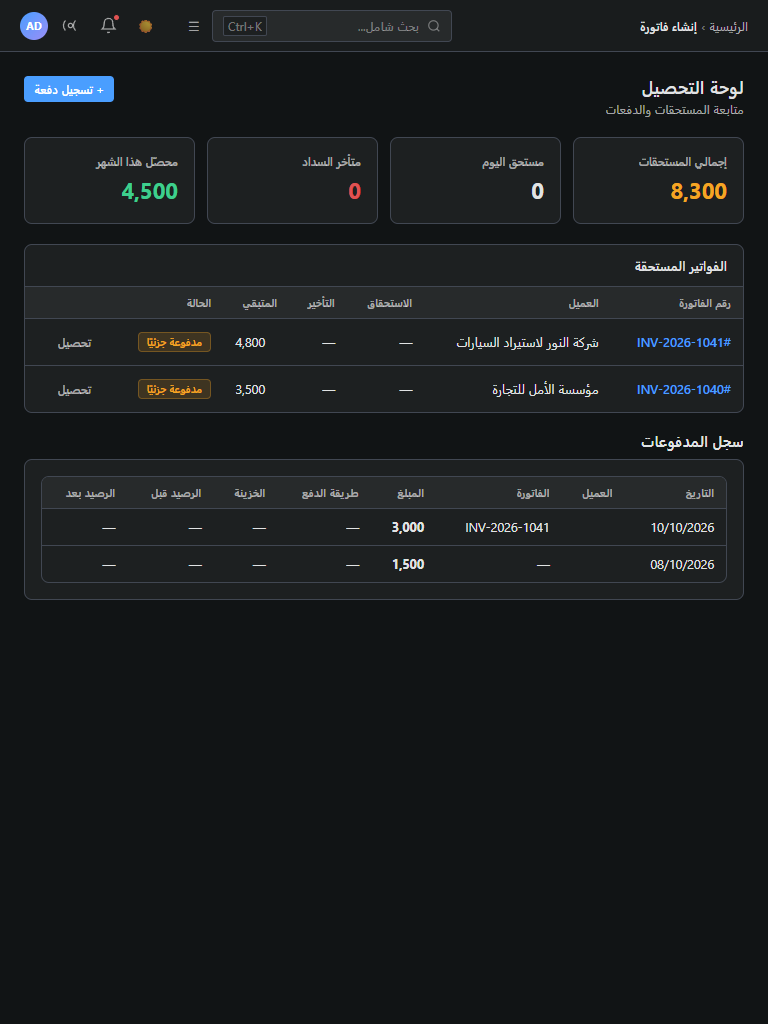 الرئيسية › إنشاء فاتورة
بحث شامل... Ctrl+K
☰
AD
لوحة التحصيل
+ تسجيل دفعة
متابعة المستحقات والدفعات
إجمالي المستحقات
8,300
مستحق اليوم
0
متأخر السداد
0
محصّل هذا الشهر
4,500
الفواتير المستحقة
رقم الفاتورة العميل الاستحقاق التأخير المتبقي الحالة
#INV-2026-1041 شركة النور لاستيراد السيارات — — 4,800 مدفوعة جزئيًا تحصيل
#INV-2026-1040 مؤسسة الأمل للتجارة — — 3,500 مدفوعة جزئيًا تحصيل
سجل المدفوعات
التاريخ العميل الفاتورة المبلغ طريقة الدفع الخزينة الرصيد قبل الرصيد بعد
10/10/2026 INV-2026-1041 3,000 — — — —
08/10/2026 — 1,500 — — — —